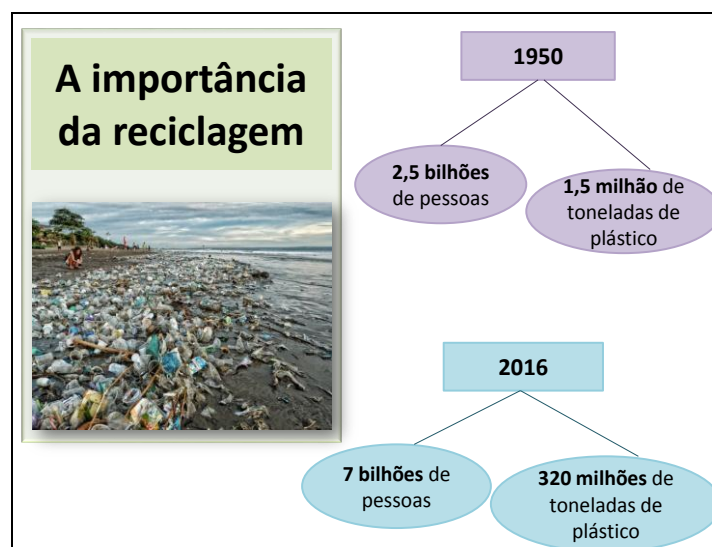 A importância
da reciclagem
1950
2,5 bilhões
de pessoas
1,5 milhão de
toneladas de
plástico
2016
7 bilhões de
pessoas
320 milhões de
toneladas de
plástico